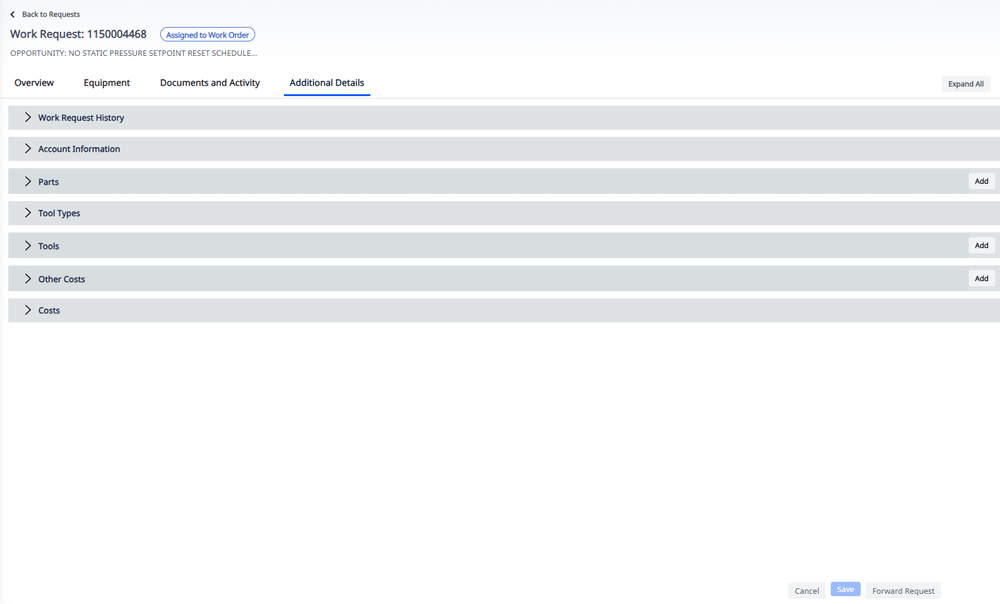 Back to Requests
Work Request: 1150004468 Assigned to Work Order
OPPORTUNITY: NO STATIC PRESSURE SETPOINT RESET SCHEDULE...
Overview Equipment Documents and Activity Additional Details Expand All
Work Request History
Account Information
Parts Add
Tool Types
Tools Add
Other Costs Add
Costs
Cancel Save Forward Request